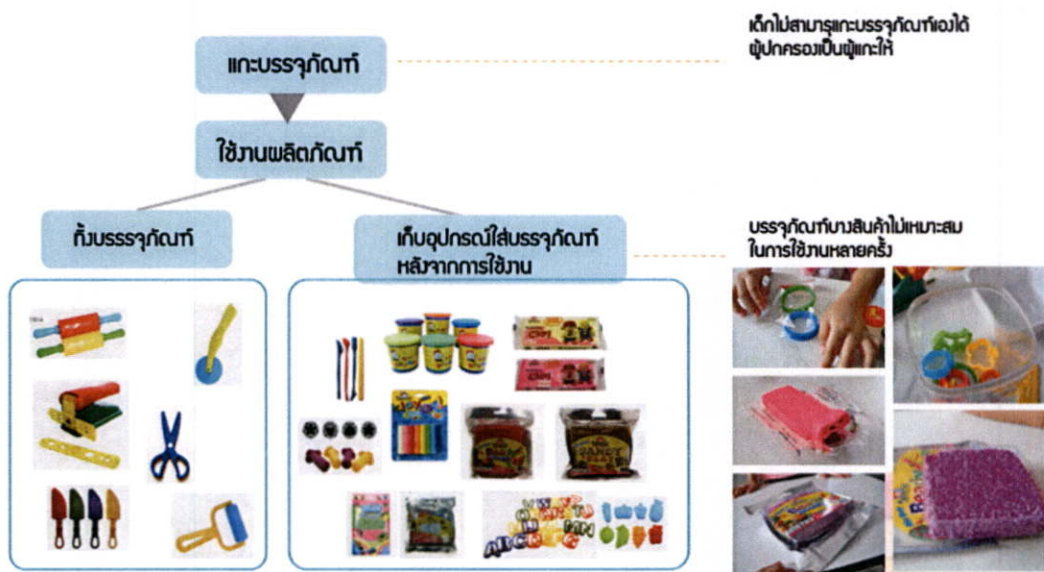 แกะบรรจุภัณฑ์
เด็กไม่สามารุแกะบรรจุภัณฑ์เองได้
ผู้ปกครองเป็นผู้แกะให้
ใช้งานผลิตภัณฑ์
ทิ้งบรรรจุภัณฑ์
เก็บอุปกรณ์ใส่บรรจุภัณฑ์
หลังจากการใช้งาน
บรรจุภัณฑ์บางสินค้าไม่เหมาะสม
ในการใช้งานหลายครั้ง
CANDY